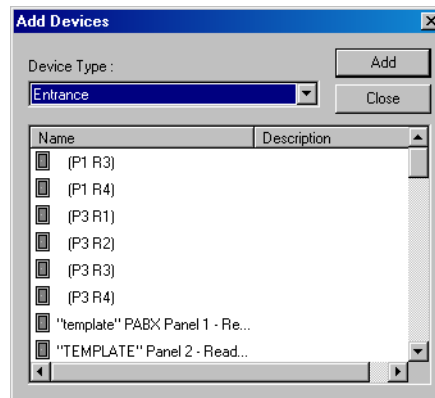 Add Devices
Device Type :
Add
Entrance
Close
Name Description
(P1 R3)
(P1 R4)
(P3 R1)
(P3 R2)
(P3 R3)
(P3 R4)
"template" PABX Panel 1 - Re...
"TEMPLATE" Panel 2 - Read...